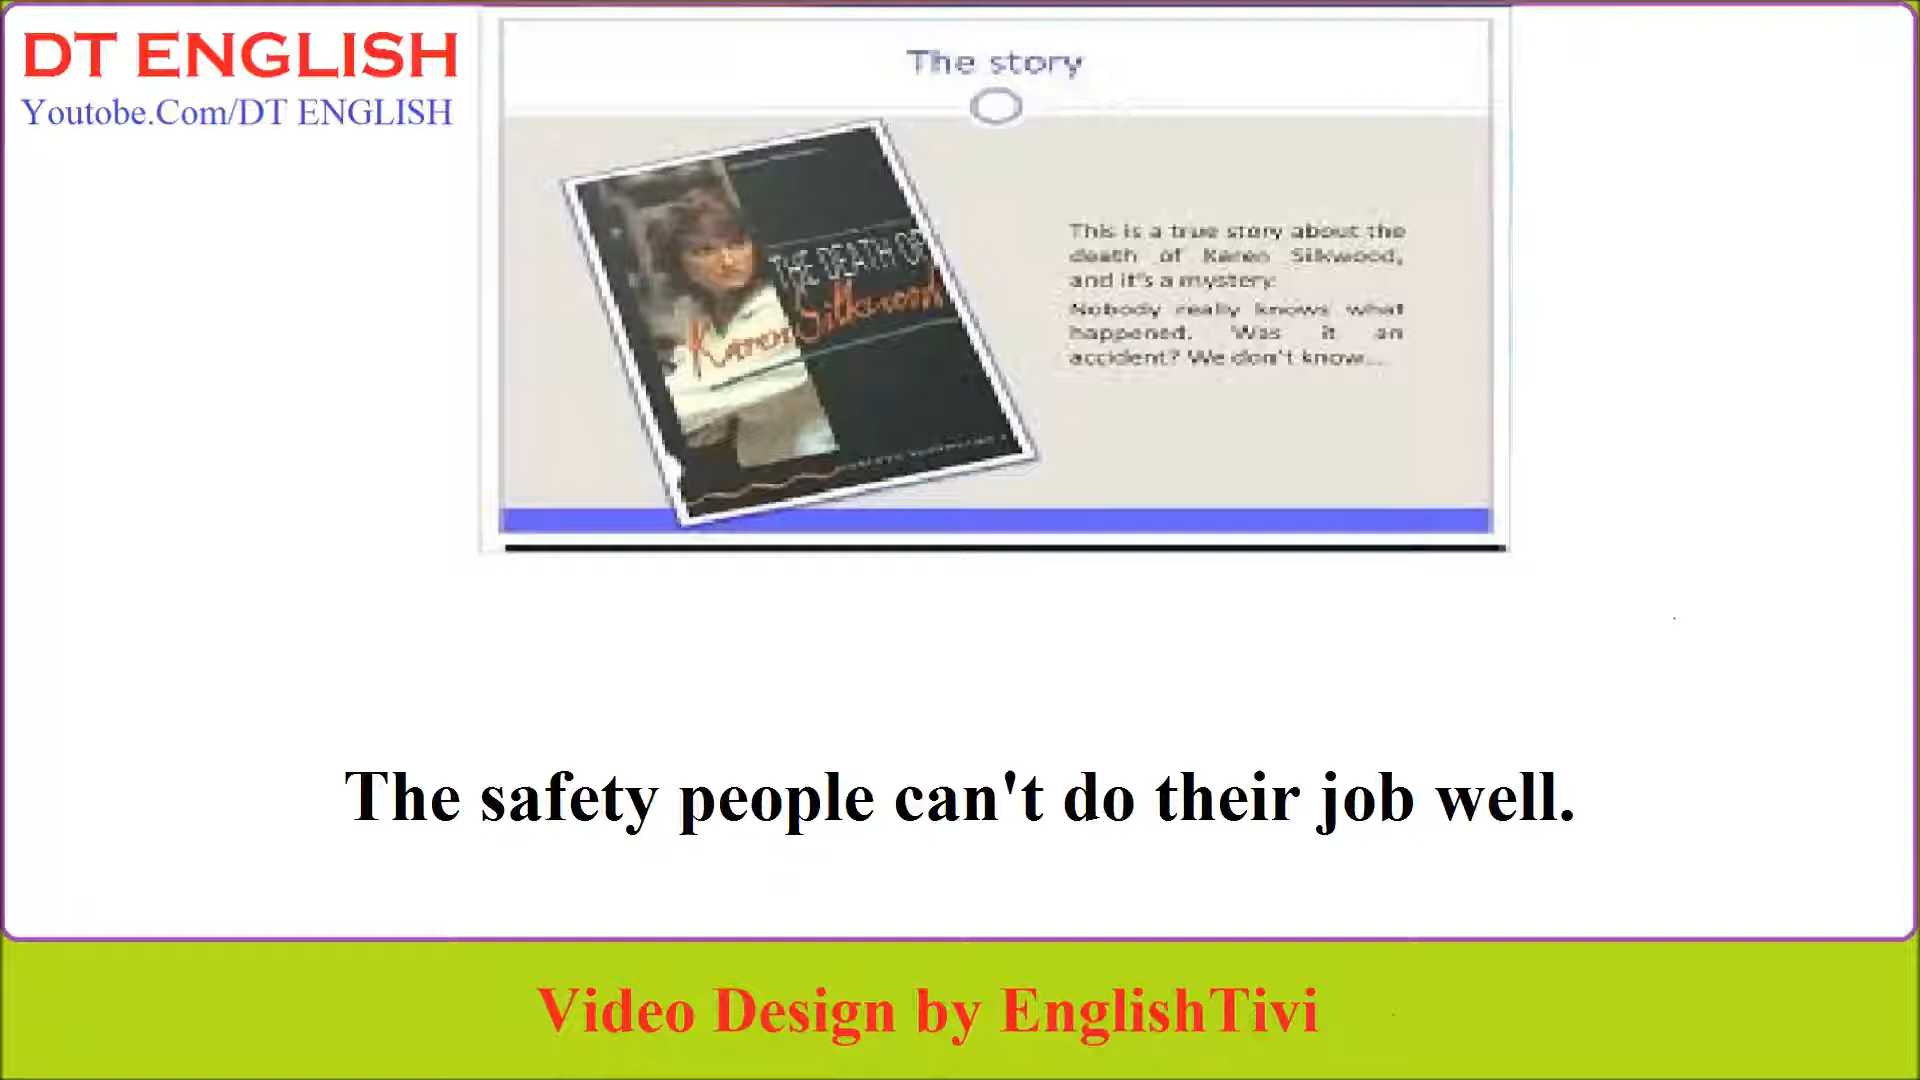 DT ENGLISH
Youtobe.Com/DT ENGLISH
The story
THE DEATH OF
Karen Silkwood
This is a true story about the
death of Karen Silkwood,
and it's a mystery.
Nobody really knows what
happened. Was it an
accident? We don't know...
The safety people can't do their job well.
Video Design by EnglishTivi